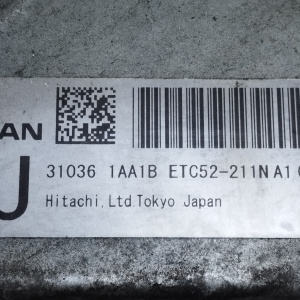 AN
U
31036 1AA1B ETC52-211N A1
Hitachi,Ltd.Tokyo Japan